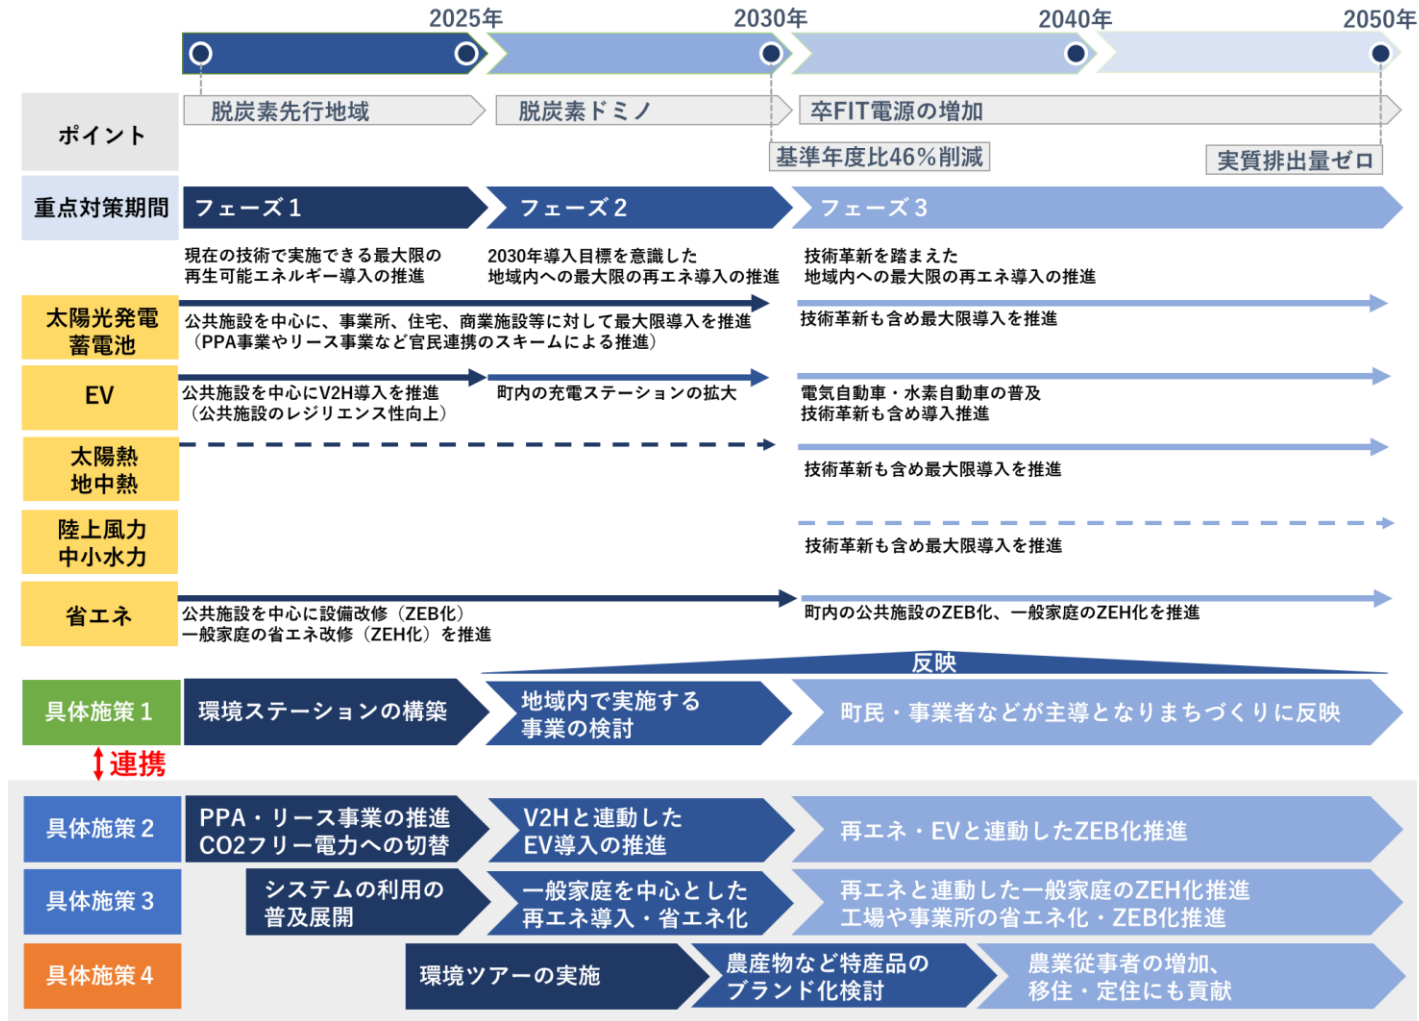 2025年
2030年
2040年
2050年
ポイント
脱炭素先行地域
脱炭素ドミノ
卒FIT電源の増加
基準年度比46%削減
実質排出量ゼロ
重点対策期間
フェーズ1
フェーズ2
フェーズ3
現在の技術で実施できる最大限の
再生可能エネルギー導入の推進
2030年導入目標を意識した
地域内への最大限の再エネ導入の推進
技術革新を踏まえた
地域内への最大限の再エネ導入の推進
太陽光発電
蓄電池
公共施設を中心に、事業所、住宅、商業施設等に対して最大限導入を推進
（PPA事業やリース事業など官民連携のスキームによる推進）
技術革新も含め最大限導入を推進
EV
公共施設を中心にV2H導入を推進
（公共施設のレジリエンス性向上）
町内の充電ステーションの拡大
電気自動車・水素自動車の普及
技術革新も含め導入推進
太陽熱
地中熱
技術革新も含め最大限導入を推進
陸上風力
中小水力
技術革新も含め最大限導入を推進
省エネ
公共施設を中心に設備改修（ZEB化）
一般家庭の省エネ改修（ZEH化）を推進
町内の公共施設のZEB化、一般家庭のZEH化を推進
反映
具体施策1
環境ステーションの構築
地域内で実施する
事業の検討
町民・事業者などが主導となりまちづくりに反映
連携
具体施策2
PPA・リース事業の推進
CO2フリー電力への切替
V2Hと連動した
EV導入の推進
再エネ・EVと連動したZEB化推進
具体施策3
システムの利用の
普及展開
一般家庭を中心とした
再エネ導入・省エネ化
再エネと連動した一般家庭のZEH化推進
工場や事業所の省エネ化・ZEB化推進
具体施策4
環境ツアーの実施
農産物など特産品の
ブランド化検討
農業従事者の増加、
移住・定住にも貢献